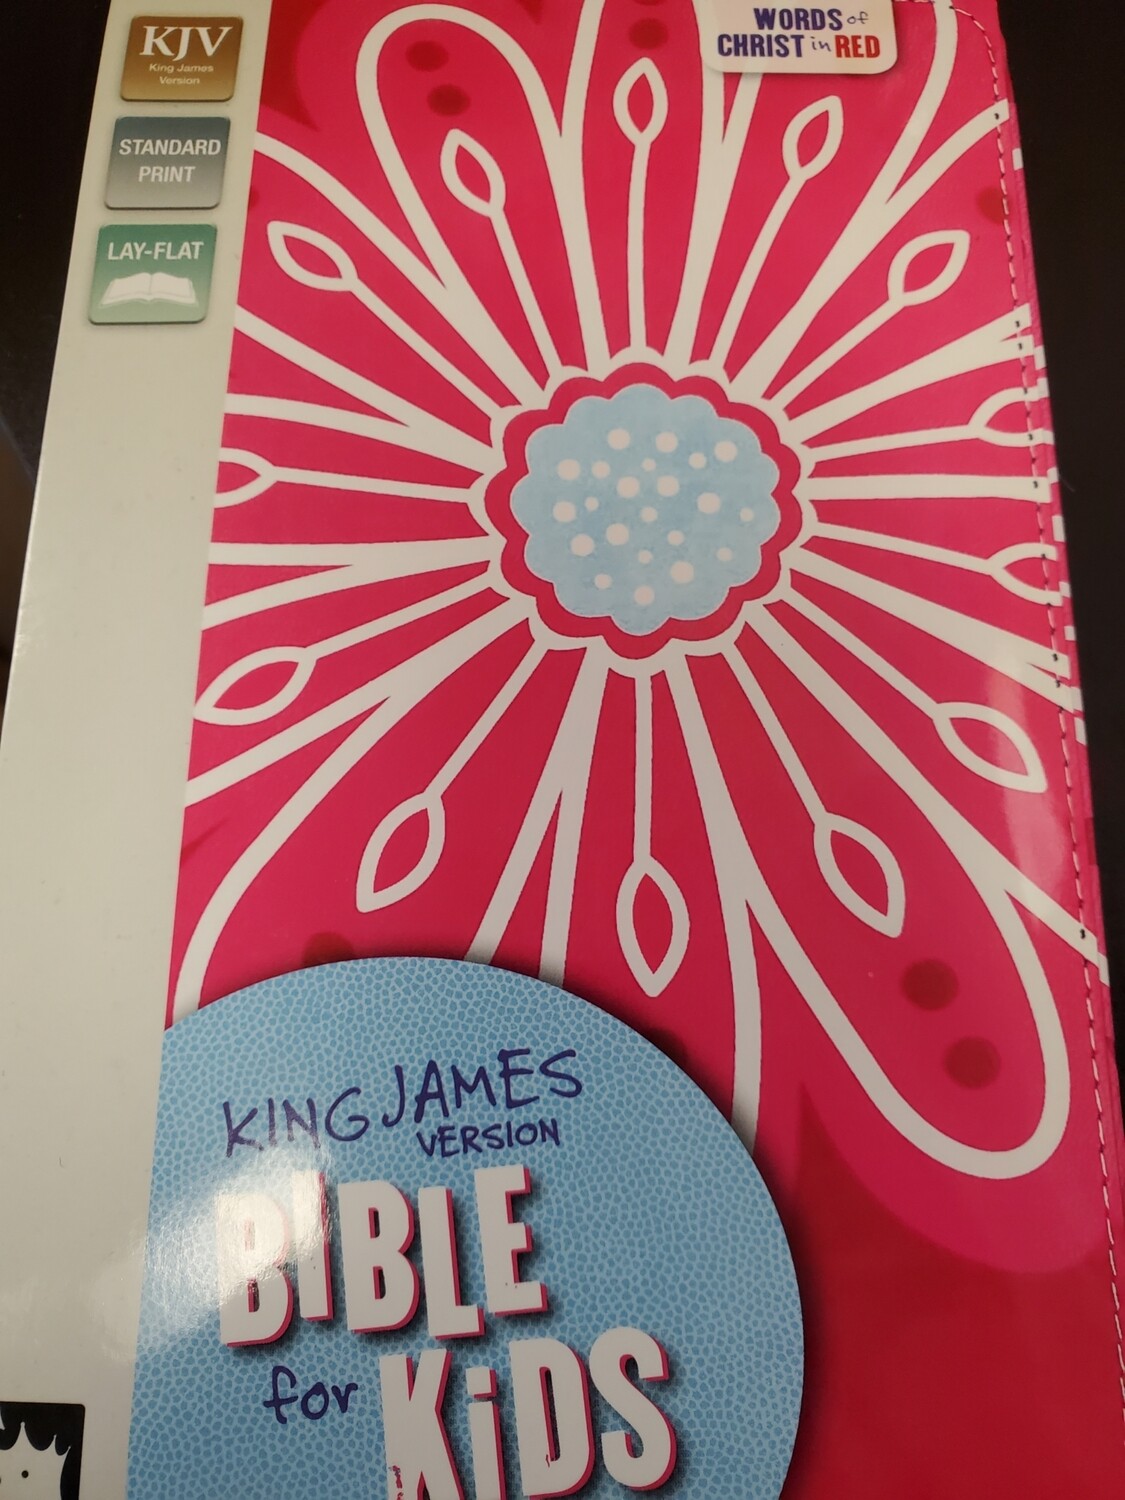 KJV
King James
Version
STANDARD
PRINT
LAY-FLAT
WORDS of
CHRIST in RED
KING JAMES
VERSION
BIBLE
for KiDS